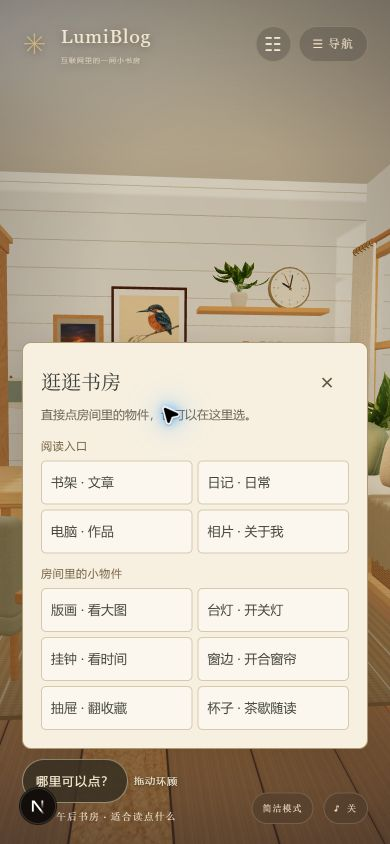 LumiBlog
互联网里的一间小书房
☰ 导航
逛逛书房
×
直接点房间里的物件，
可以在这里选。
阅读入口
书架 · 文章
日记 · 日常
电脑 · 作品
相片 · 关于我
房间里的小物件
版画 · 看大图
台灯 · 开关灯
挂钟 · 看时间
窗边 · 开合窗帘
抽屉 · 翻收藏
杯子 · 茶歇随读
哪里可以点？
拖动环顾
N
午后书房 · 适合读点什么
简洁模式
♪ 关